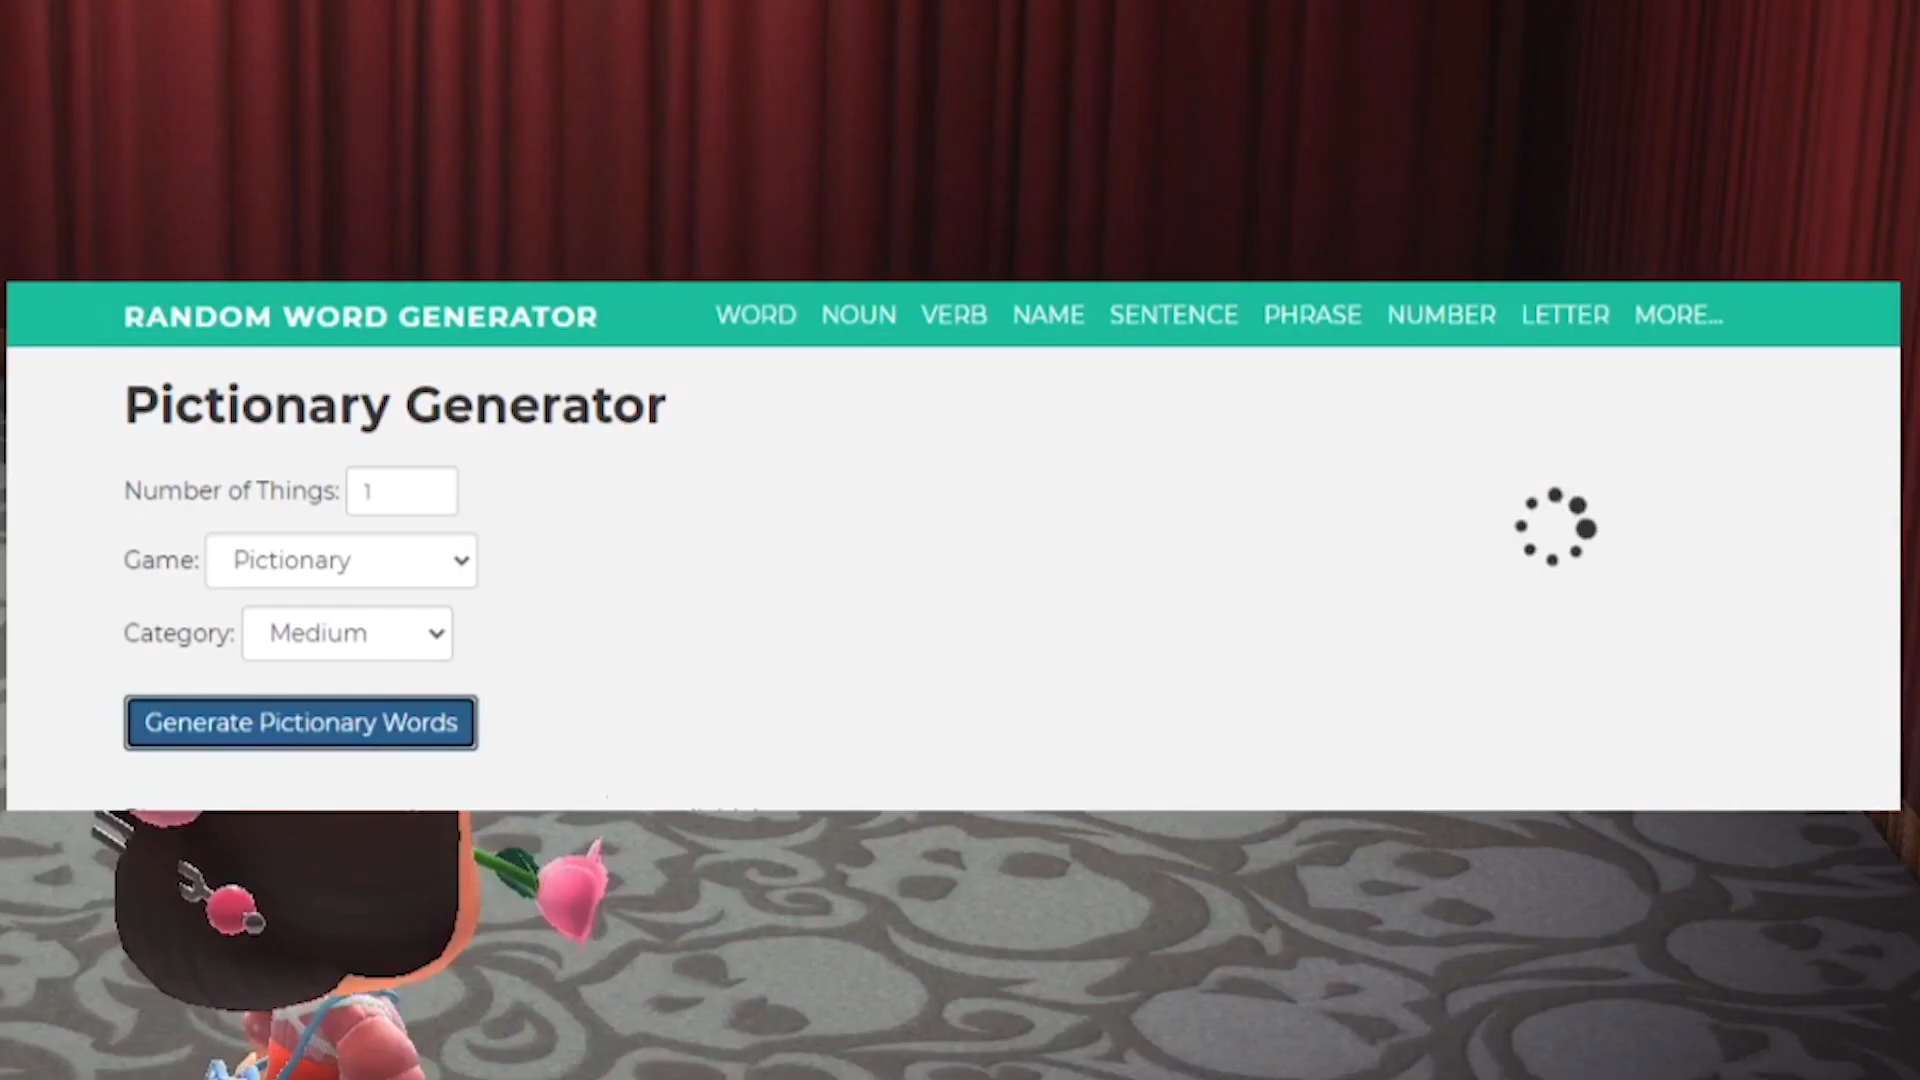 RANDOM WORD GENERATOR WORD NOUN VERB NAME SENTENCE PHRASE NUMBER LETTER MORE...
Pictionary Generator
Number of Things: 1
Game: Pictionary
Category: Medium
Generate Pictionary Words